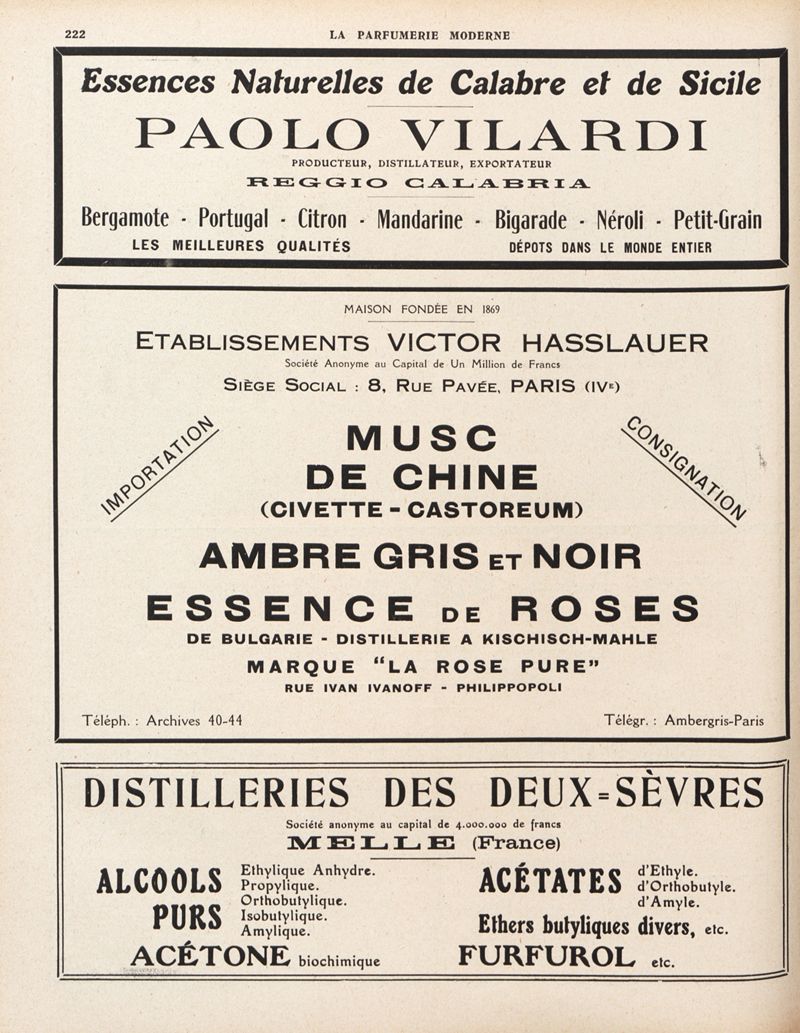 222
LA PARFUMERIE MODERNE
Essences Naturelles de Calabre et de Sicile
PAOLO VILARDI
PRODUCTEUR, DISTILLATEUR, EXPORTATEUR
REGGIO CALABRIA
Bergamote - Portugal - Citron - Mandarine - Bigarade - Néroli - Petit-Grain
LES MEILLEURES QUALITÉS
DÉPOTS DANS LE MONDE ENTIER
MAISON FONDÉE EN 1869
ETABLISSEMENTS VICTOR HASSLAUER
Société Anonyme au Capital de Un Million de Francs
SIÈGE SOCIAL : 8, RUE PAVÉE, PARIS (IVE)
IMPORTATION
CONSIGNATION
MUSC
DE CHINE
(CIVETTE - CASTOREUM)
AMBRE GRIS ET NOIR
ESSENCE DE ROSES
DE BULGARIE - DISTILLERIE A KISCHISCH-MAHLE
MARQUE "LA ROSE PURE"
RUE IVAN IVANOFF - PHILIPPOPOLI
Téléph. : Archives 40-44
Télégr. : Ambergris-Paris
DISTILLERIES DES DEUX=SÈVRES
Société anonyme au capital de 4.000.000 de francs
MELLE (France)
ALCOOLS PURS
Ethylique Anhydre.
Propylique.
Orthobutylique.
Isobutylique.
Amylique.
ACÉTATES
d'Ethyle.
d'Orthobutyle.
d'Amyle.
Ethers butyliques divers, etc.
ACÉTONE biochimique
FURFUROL etc.